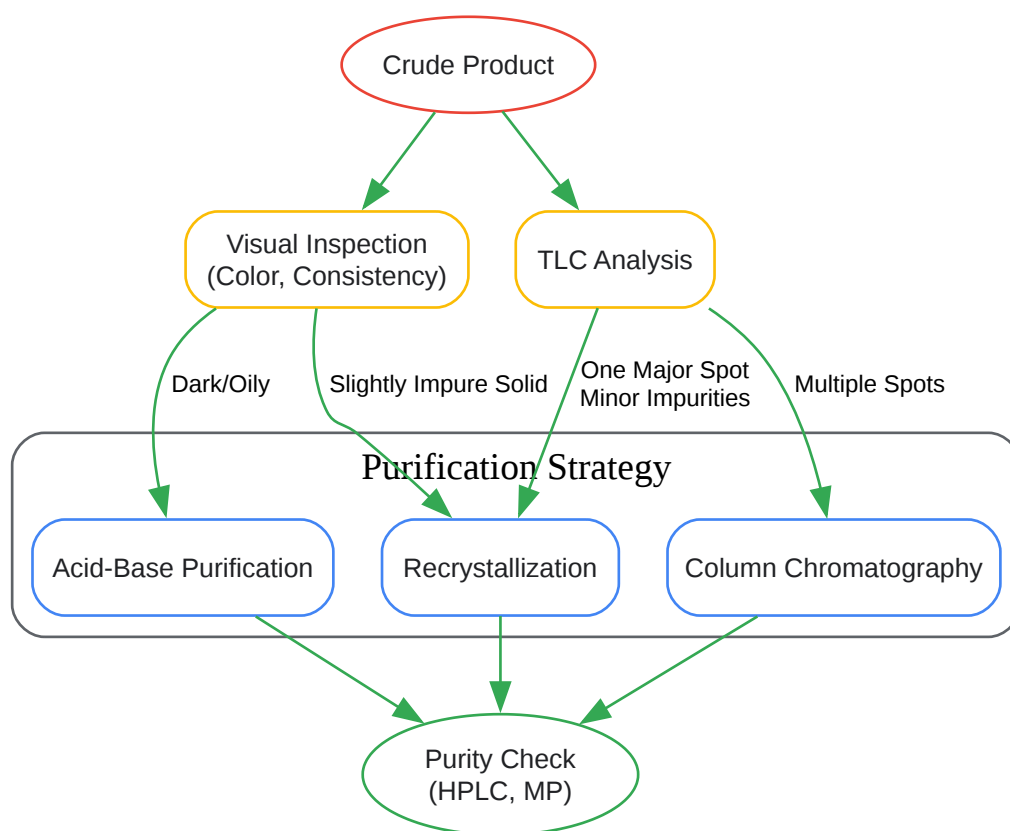 Crude Product
Visual Inspection
(Color, Consistency)
TLC Analysis
Dark/Oily
Slightly Impure Solid
One Major Spot
Minor Impurities
Multiple Spots
Purification Strategy
Acid-Base Purification
Recrystallization
Column Chromatography
Purity Check
(HPLC, MP)